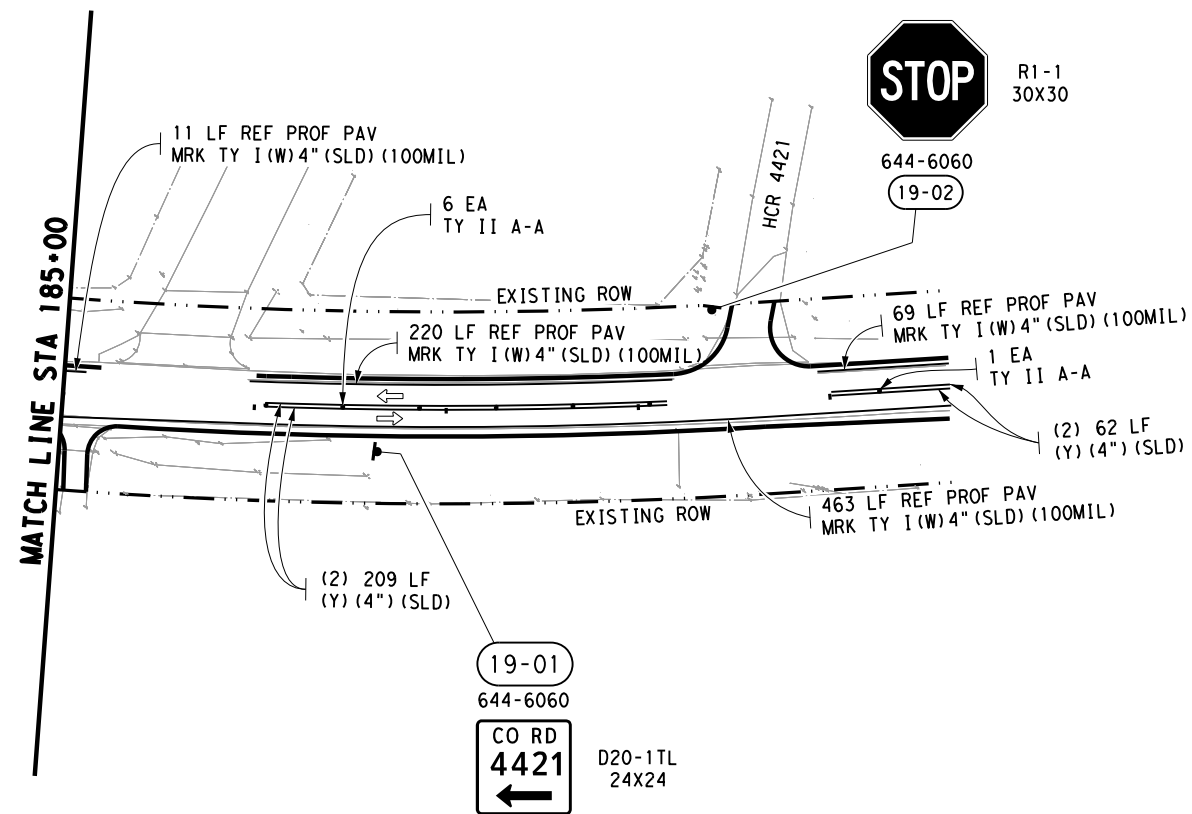 STOP
R1-1
30X30
644-6060
19-02
11 LF REF PROF PAV
MRK TY I(W)4"(SLD)(100MIL)
6 EA
TY II A-A
HCR 4421
MATCH LINE STA 185+00
EXISTING ROW
220 LF REF PROF PAV
MRK TY I(W)4"(SLD)(100MIL)
69 LF REF PROF PAV
MRK TY I(W)4"(SLD)(100MIL)
1 EA
TY II A-A
(2) 62 LF
(Y)(4")(SLD)
463 LF REF PROF PAV
MRK TY I(W)4"(SLD)(100MIL)
EXISTING ROW
(2) 209 LF
(Y)(4")(SLD)
19-01
644-6060
CO RD
4421
D20-1TL
24X24